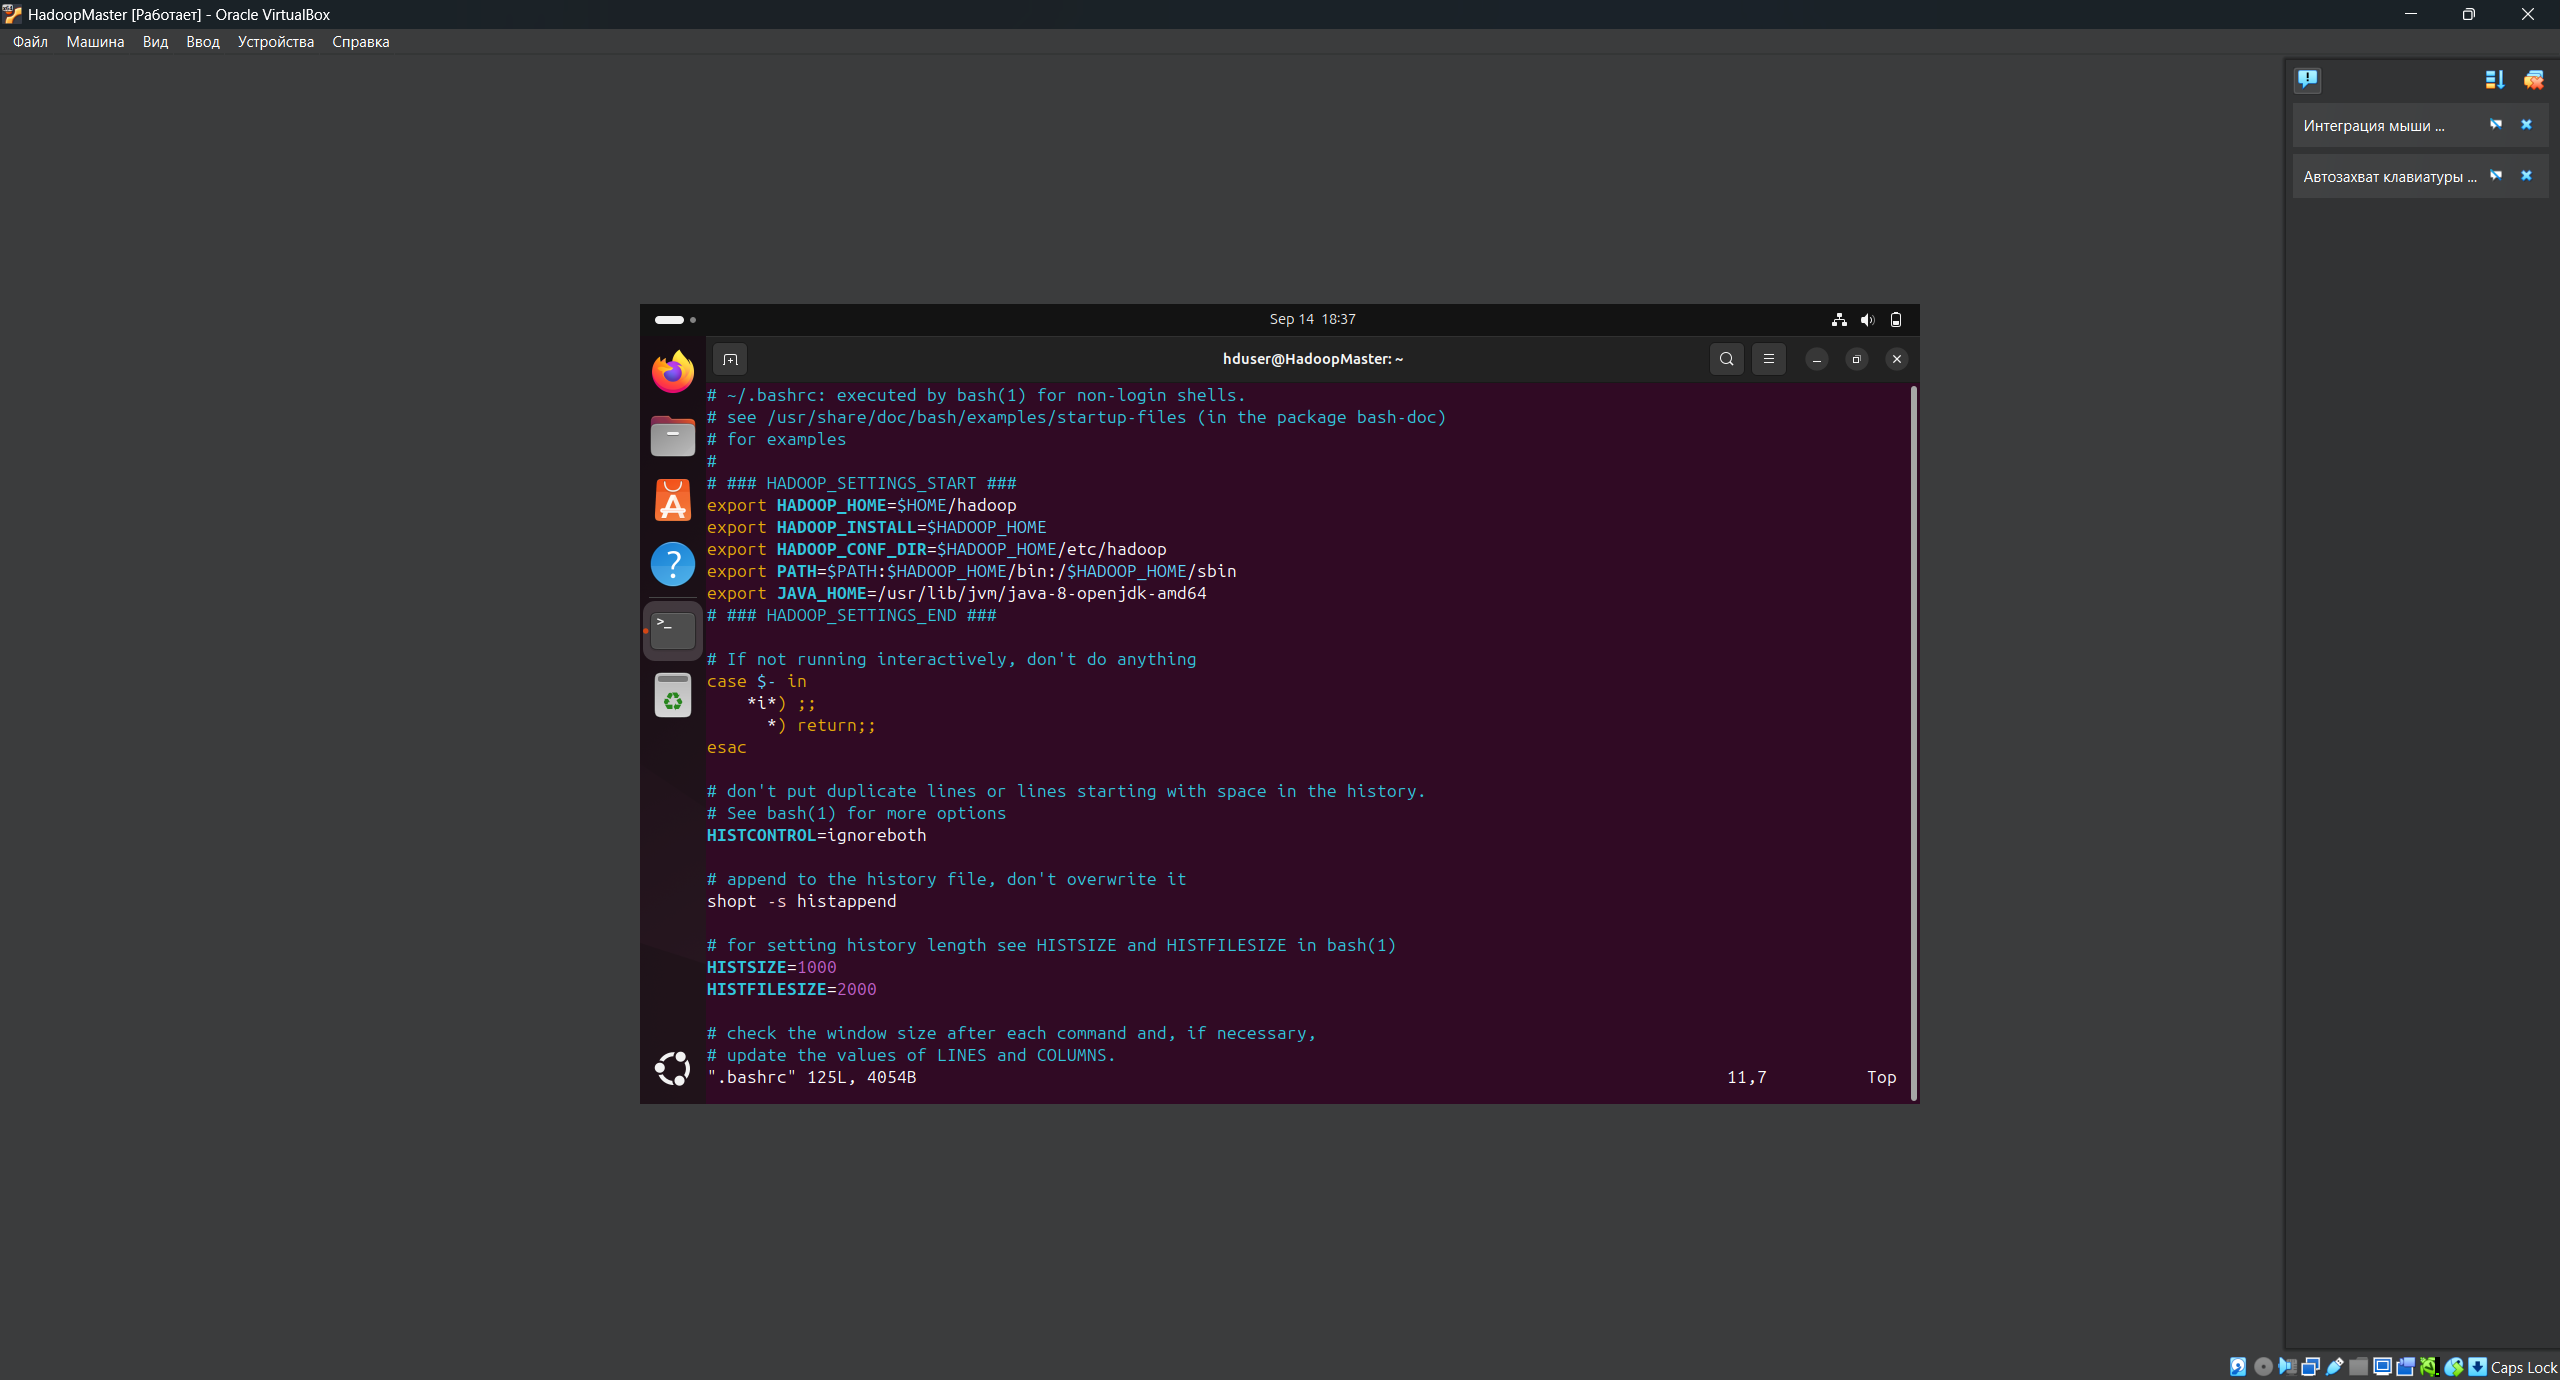 HadoopMaster [Работает] - Oracle VirtualBox
Файл Машина Вид Ввод Устройства Справка
Интеграция мыши ...
Автозахват клавиатуры ...
Sep 14 18:37
hduser@HadoopMaster: ~
# ~/.bashrc: executed by bash(1) for non-login shells.
# see /usr/share/doc/bash/examples/startup-files (in the package bash-doc)
# for examples
#
# ### HADOOP_SETTINGS_START ###
export HADOOP_HOME=$HOME/hadoop
export HADOOP_INSTALL=$HADOOP_HOME
export HADOOP_CONF_DIR=$HADOOP_HOME/etc/hadoop
export PATH=$PATH:$HADOOP_HOME/bin:/$HADOOP_HOME/sbin
export JAVA_HOME=/usr/lib/jvm/java-8-openjdk-amd64
# ### HADOOP_SETTINGS_END ###
# If not running interactively, don't do anything
case $- in
*i*) ;;
*) return;;
esac
# don't put duplicate lines or lines starting with space in the history.
# See bash(1) for more options
HISTCONTROL=ignoreboth
# append to the history file, don't overwrite it
shopt -s histappend
# for setting history length see HISTSIZE and HISTFILESIZE in bash(1)
HISTSIZE=1000
HISTFILESIZE=2000
# check the window size after each command and, if necessary,
# update the values of LINES and COLUMNS.
".bashrc" 125L, 4054B 11,7 Top
Caps Lock